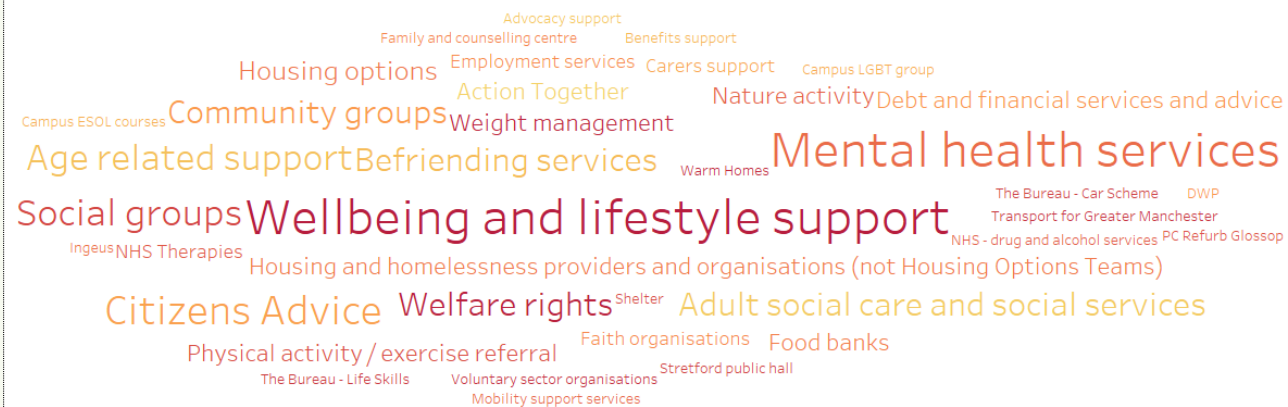 Advocacy support
Family and counselling centre
Benefits support
Housing options
Employment services
Carers support
Campus LGBT group
Action Together
Nature activity
Debt and financial services and advice
Campus ESOL courses
Community groups
Weight management
Age related support
Befriending services
Warm Homes
Mental health services
Social groups
Wellbeing and lifestyle support
The Bureau - Car Scheme
DWP
Transport for Greater Manchester
NHS - drug and alcohol services
PC Refurb Glossop
Ingeus
NHS Therapies
Housing and homelessness providers and organisations (not Housing Options Teams)
Citizens Advice
Welfare rights
Shelter
Adult social care and social services
Physical activity / exercise referral
Faith organisations
Food banks
Stretford public hall
The Bureau - Life Skills
Voluntary sector organisations
Mobility support services